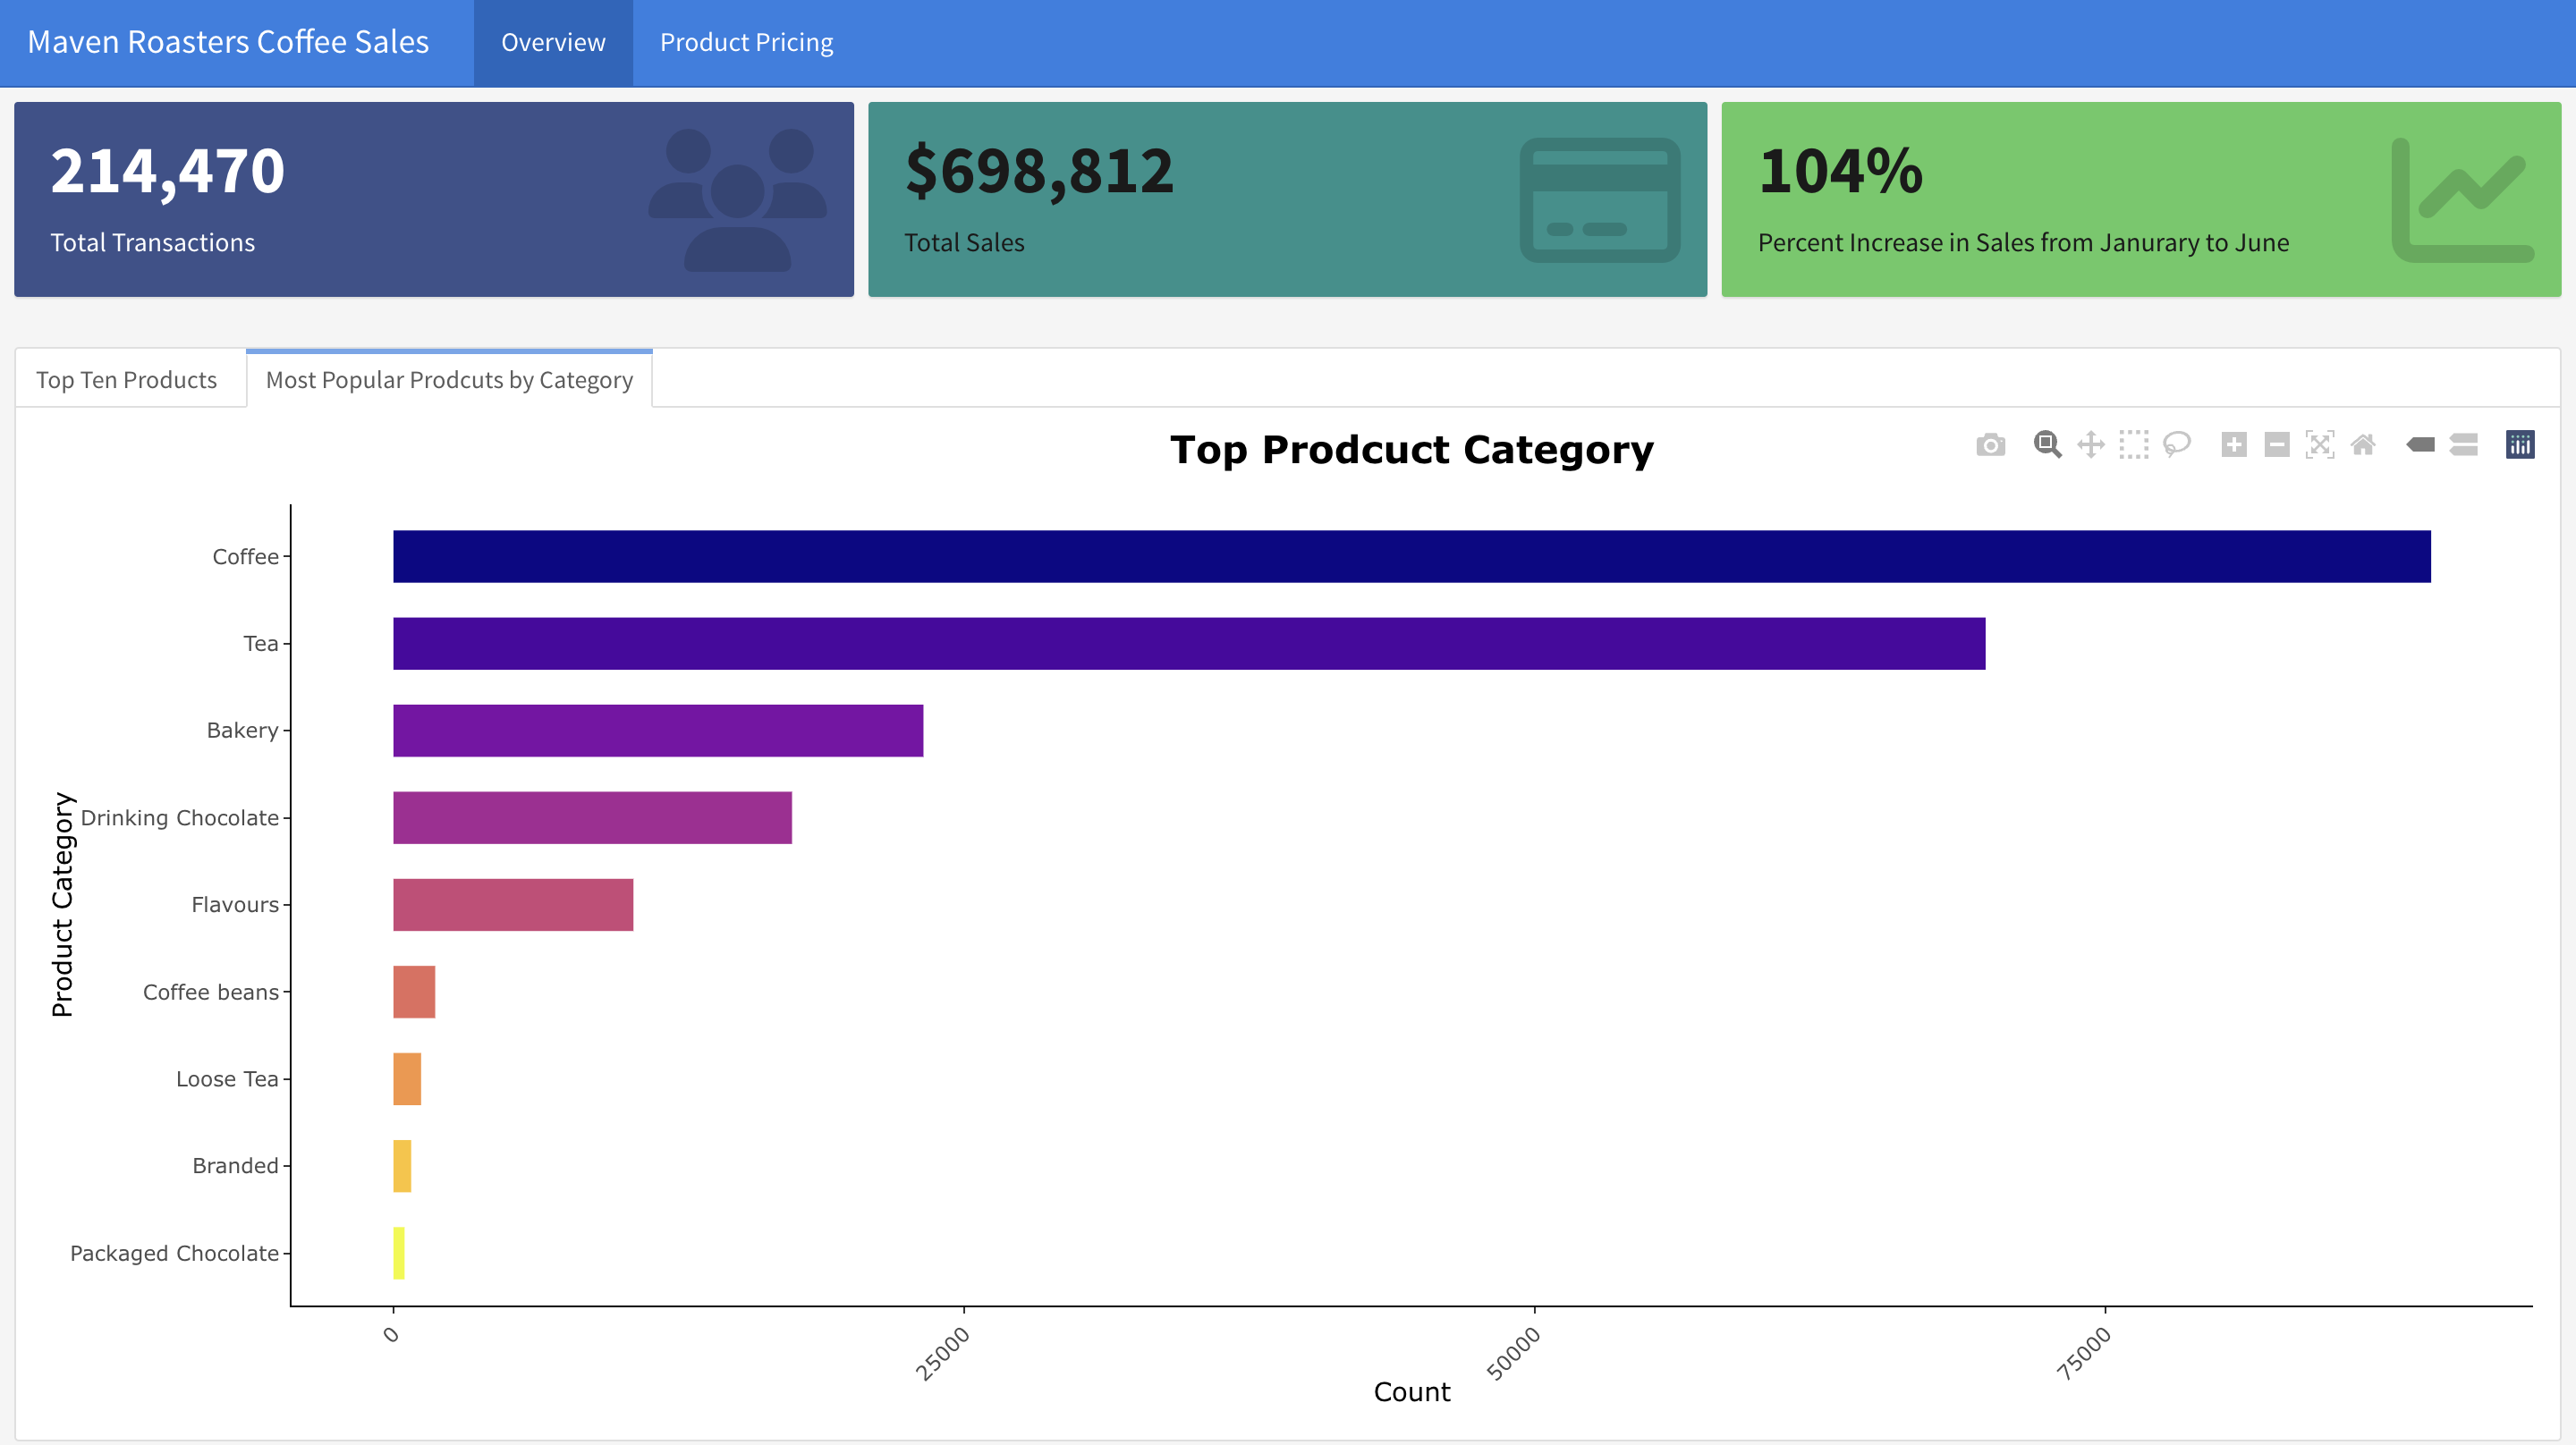 Maven Roasters Coffee Sales Overview Product Pricing
214,470
Total Transactions
$698,812
Total Sales
104%
Percent Increase in Sales from Janurary to June
Top Ten Products Most Popular Prodcuts by Category
Top Prodcuct Category
Product Category
Coffee
Tea
Bakery
Drinking Chocolate
Flavours
Coffee beans
Loose Tea
Branded
Packaged Chocolate
0 25000 50000 75000
Count